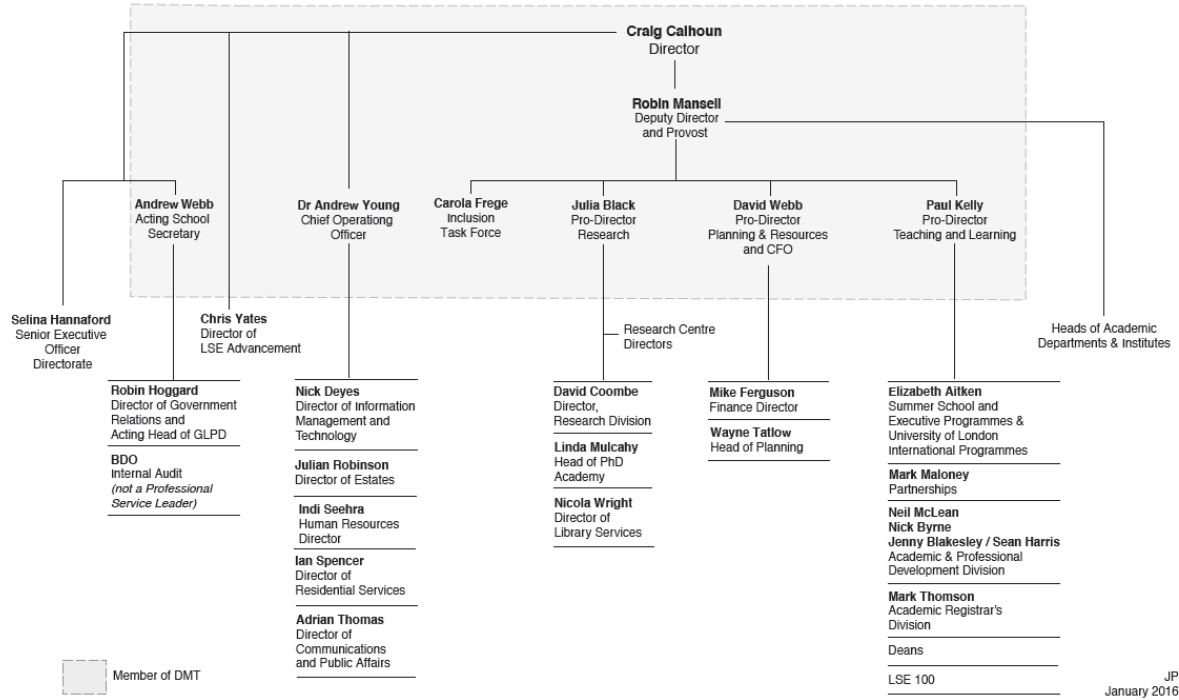 Craig Calhoun
Director
Robin Mansell
Deputy Director
and Provost
Andrew Webb
Acting School
Secretary
Dr Andrew Young
Chief Operationg
Officer
Carola Frege
Inclusion
Task Force
Julia Black
Pro-Director
Research
David Webb
Pro-Director
Planning & Resources
and CFO
Paul Kelly
Pro-Director
Teaching and Learning
Selina Hannaford
Senior Executive
Officer
Directorate
Chris Yates
Director of
LSE Advancement
Research Centre
Directors
Heads of Academic
Departments & Institutes
Robin Hoggard
Director of Government
Relations and
Acting Head of GLPD
BDO
Internal Audit
(not a Professional
Service Leader)
Nick Deyes
Director of Information
Management and
Technology
Julian Robinson
Director of Estates
Indi Seehra
Human Resources
Director
Ian Spencer
Director of
Residential Services
Adrian Thomas
Director of
Communications
and Public Affairs
David Coombe
Director,
Research Division
Linda Mulcahy
Head of PhD
Academy
Nicola Wright
Director of
Library Services
Mike Ferguson
Finance Director
Wayne Tatlow
Head of Planning
Elizabeth Aitken
Summer School and
Executive Programmes &
University of London
International Programmes
Mark Maloney
Partnerships
Neil McLean
Nick Byrne
Jenny Blakesley / Sean Harris
Academic & Professional
Development Division
Mark Thomson
Academic Registrar's
Division
Deans
LSE 100
Member of DMT
JP
January 2016